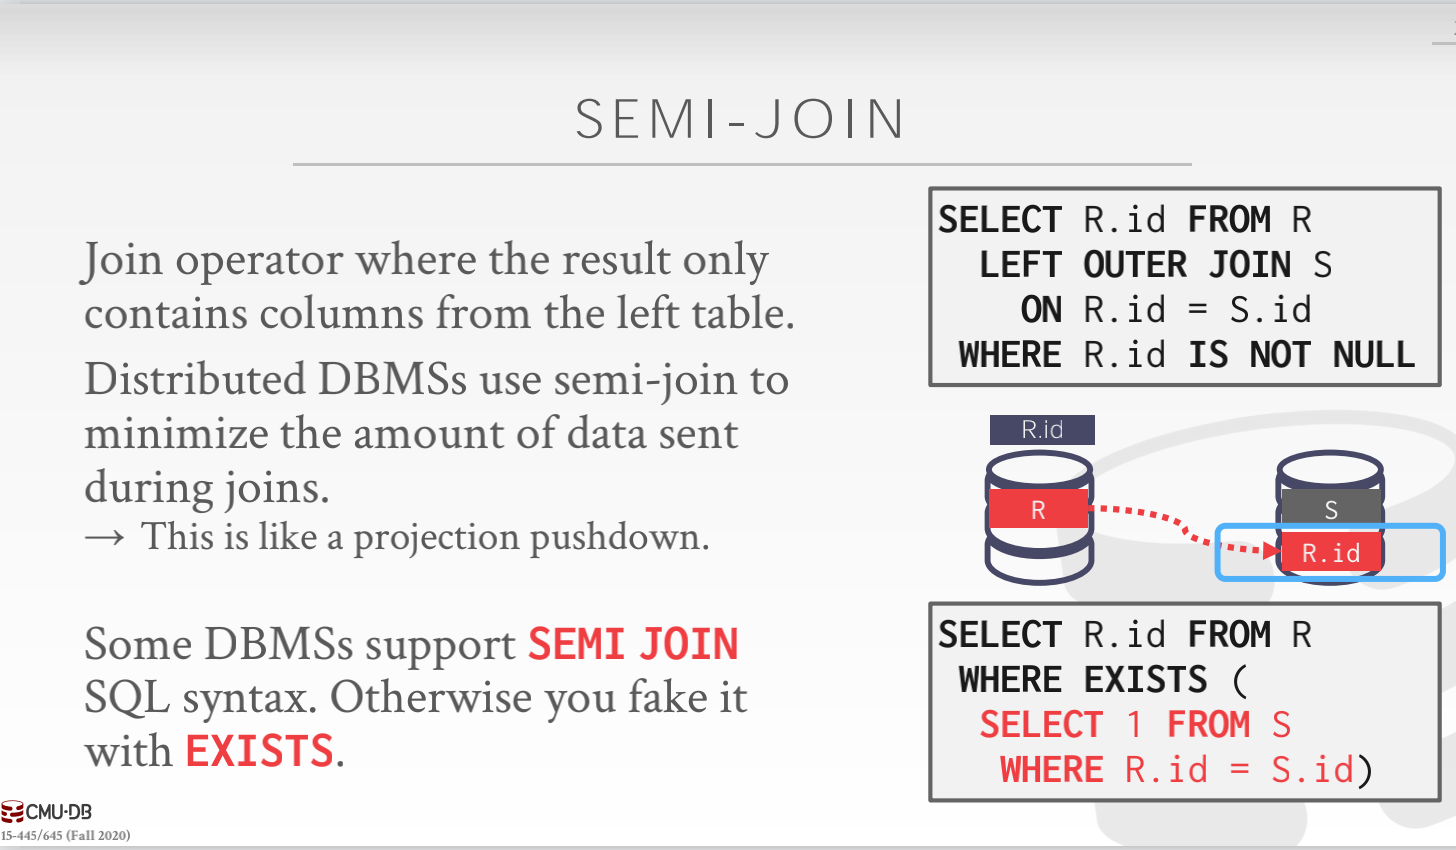 SEMI-JOIN
Join operator where the result only
contains columns from the left table.
Distributed DBMSs use semi-join to
minimize the amount of data sent
during joins.
→ This is like a projection pushdown.
Some DBMSs support SEMI JOIN
SQL syntax. Otherwise you fake it
with EXISTS.
SELECT R.id FROM R
LEFT OUTER JOIN S
ON R.id = S.id
WHERE R.id IS NOT NULL
R.id
R
S
R.id
SELECT R.id FROM R
WHERE EXISTS (
SELECT 1 FROM S
WHERE R.id = S.id)
CMU·DB
15-445/645 (Fall 2020)